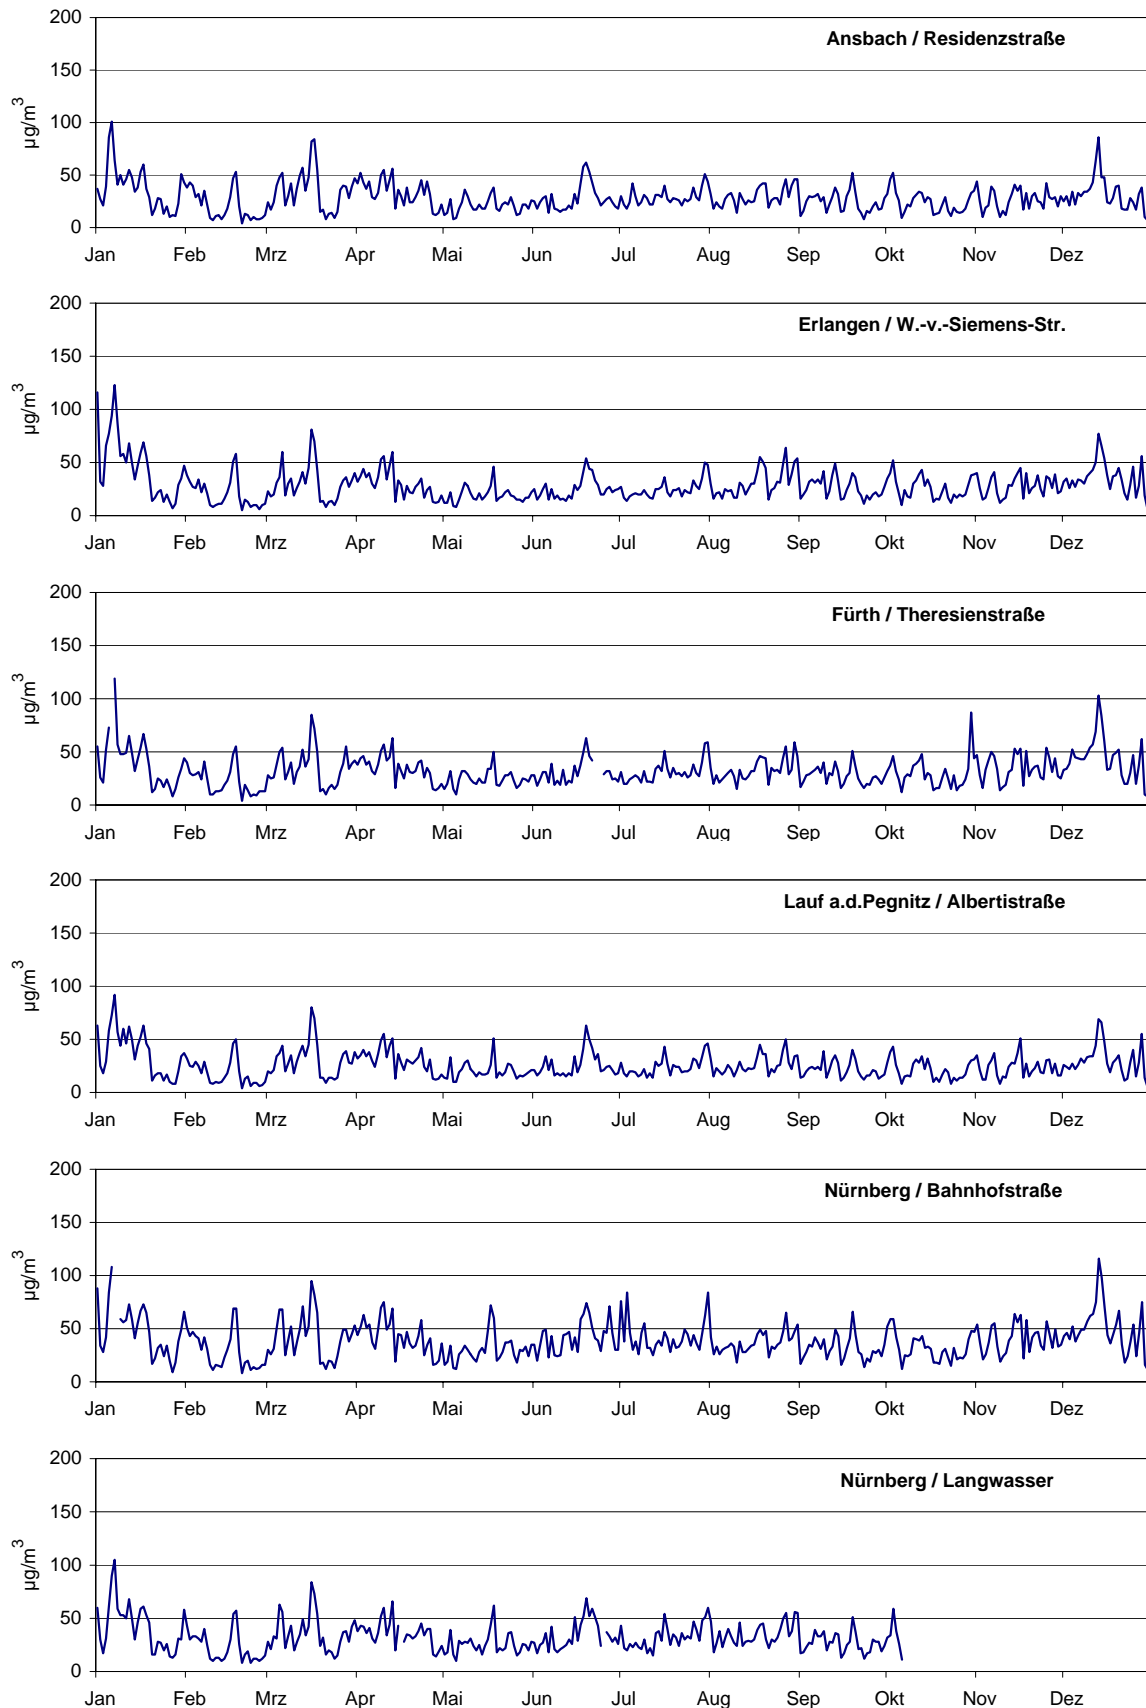 200
Ansbach / Residenzstraße
150
100
50
0
µg/m³
Jan Feb Mrz Apr Mai Jun Jul Aug Sep Okt Nov Dez
200
Erlangen / W.-v.-Siemens-Str.
150
100
50
0
µg/m³
Jan Feb Mrz Apr Mai Jun Jul Aug Sep Okt Nov Dez
200
Fürth / Theresienstraße
150
100
50
0
µg/m³
Jan Feb Mrz Apr Mai Jun Jul Aug Sep Okt Nov Dez
200
Lauf a.d.Pegnitz / Albertistraße
150
100
50
0
µg/m³
Jan Feb Mrz Apr Mai Jun Jul Aug Sep Okt Nov Dez
200
Nürnberg / Bahnhofstraße
150
100
50
0
µg/m³
Jan Feb Mrz Apr Mai Jun Jul Aug Sep Okt Nov Dez
200
Nürnberg / Langwasser
150
100
50
0
µg/m³
Jan Feb Mrz Apr Mai Jun Jul Aug Sep Okt Nov Dez